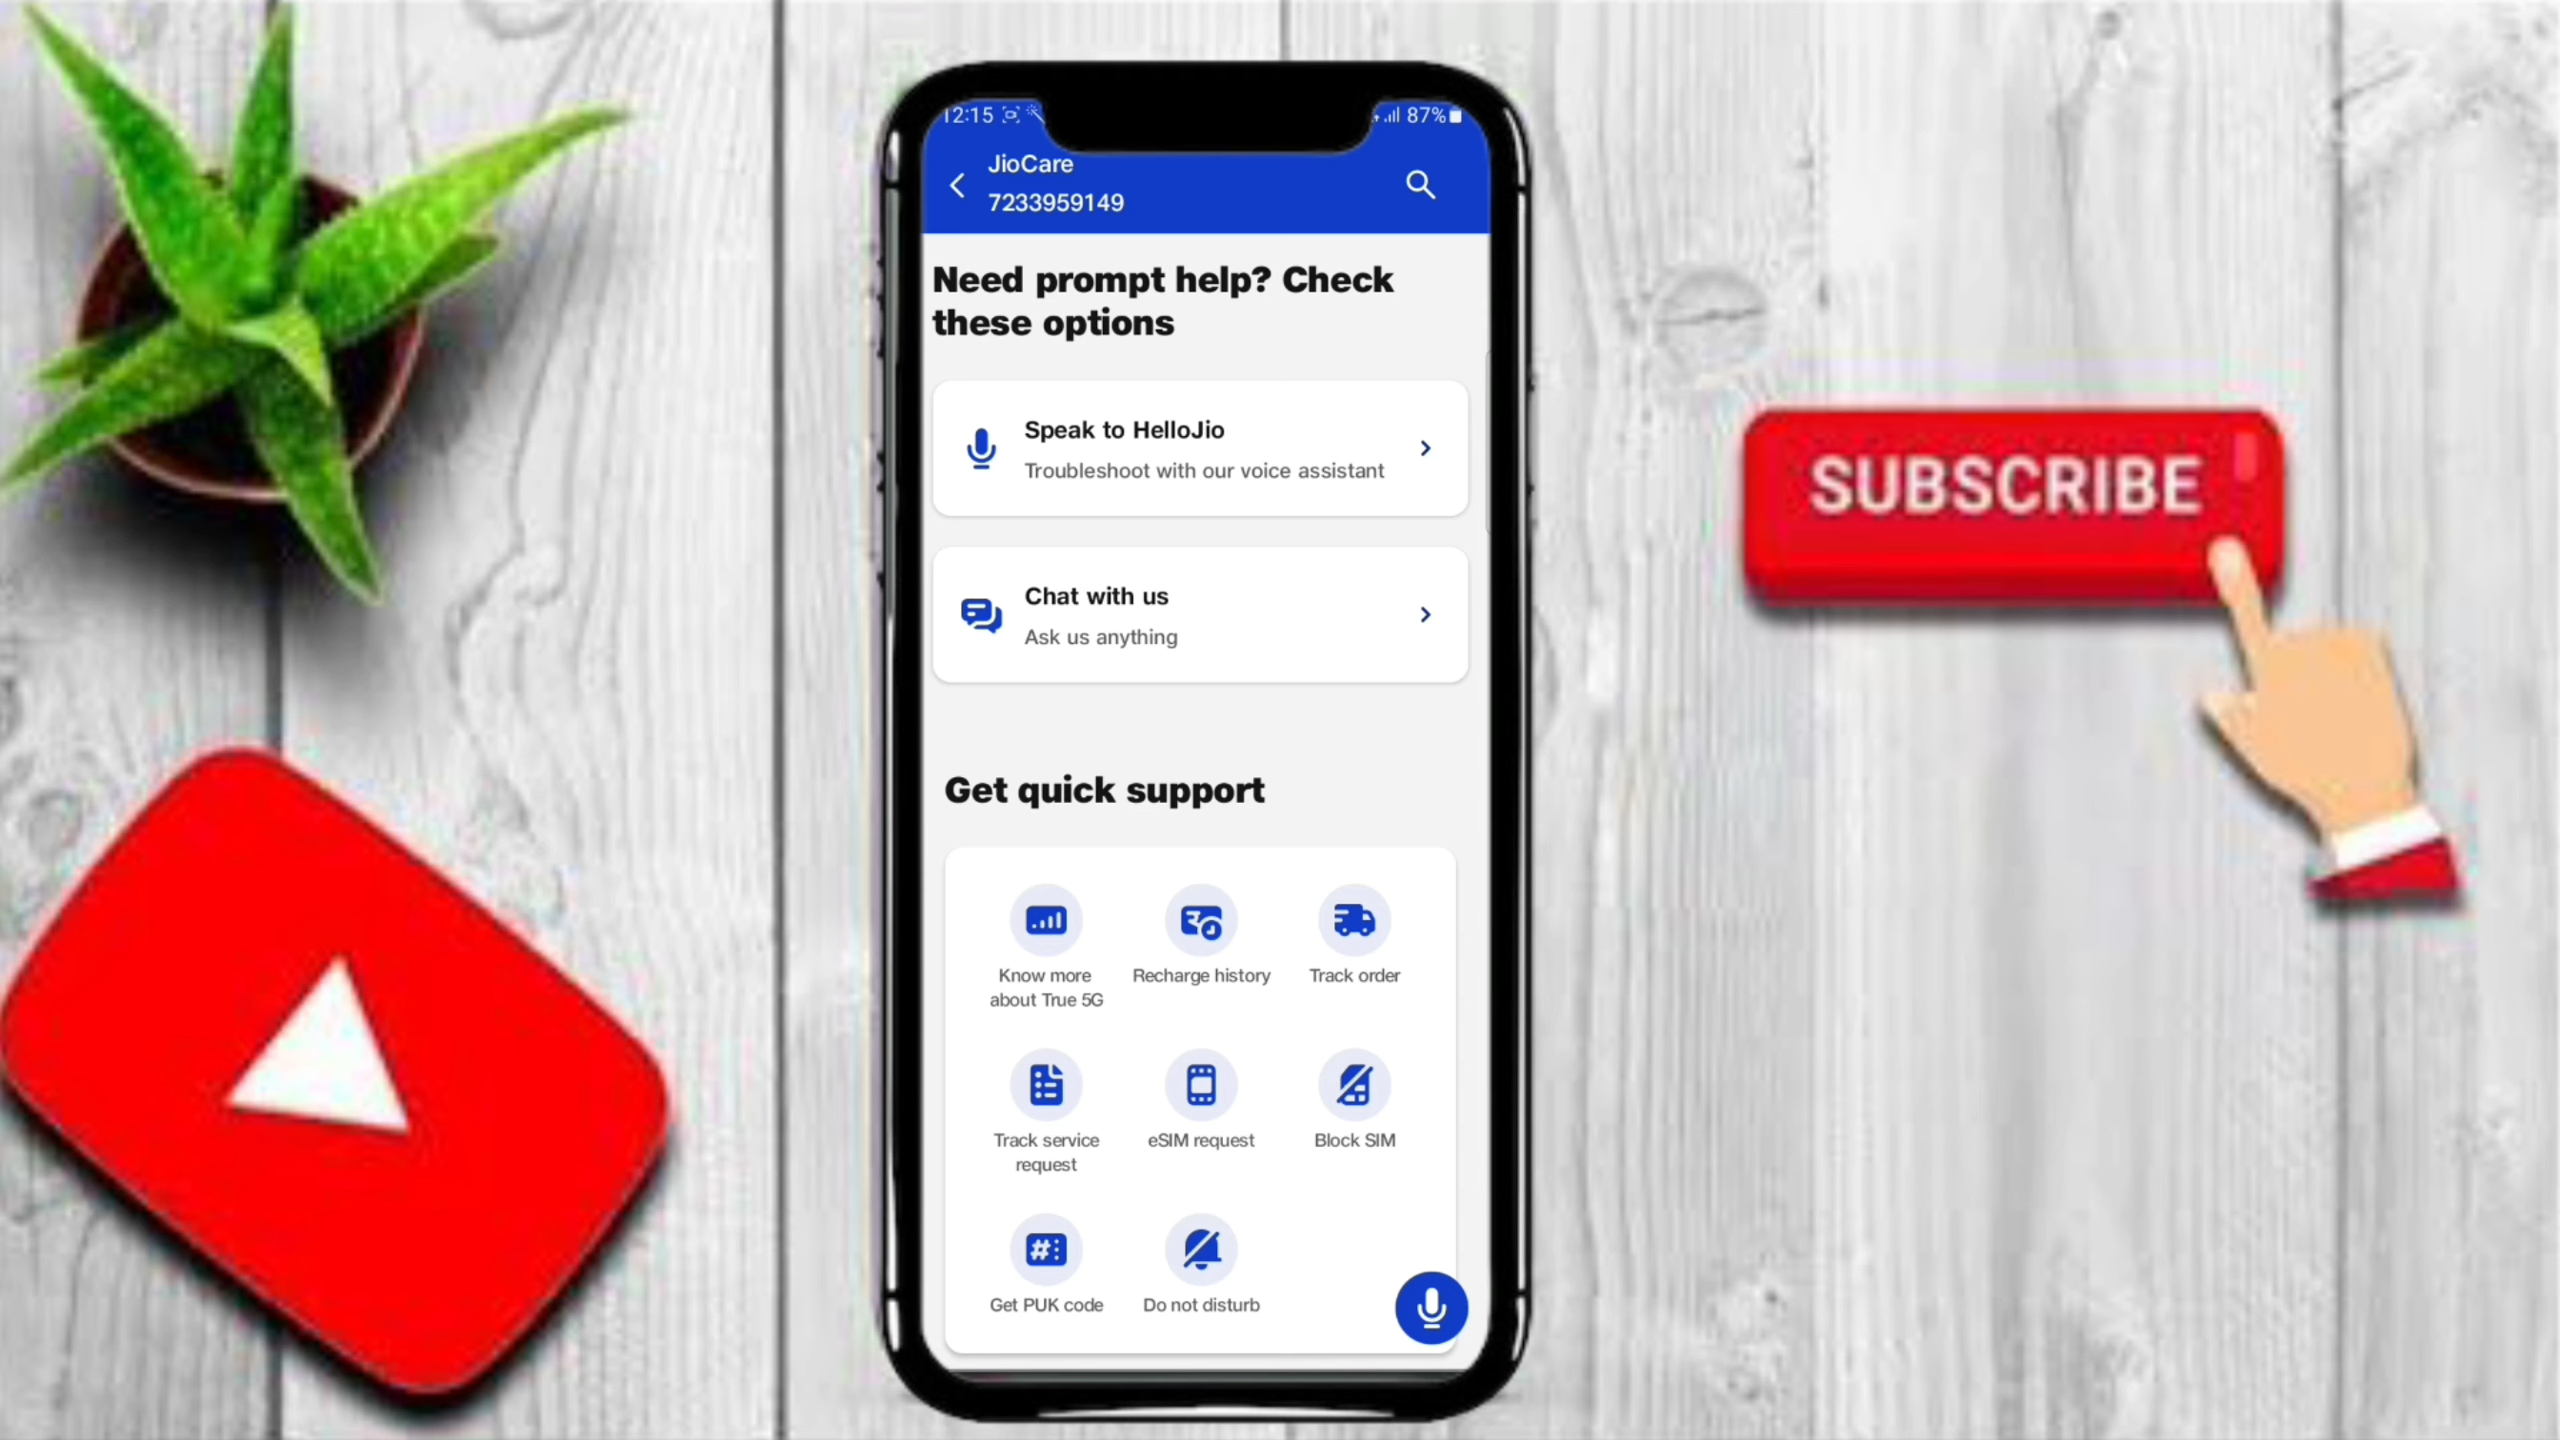 12:15
87%
JioCare
7233959149
Need prompt help? Check
these options
Speak to HelloJio
Troubleshoot with our voice assistant
Chat with us
Ask us anything
SUBSCRIBE
Get quick support
Know more
about True 5G
Recharge history
Track order
Track service
request
eSIM request
Block SIM
Get PUK code
Do not disturb